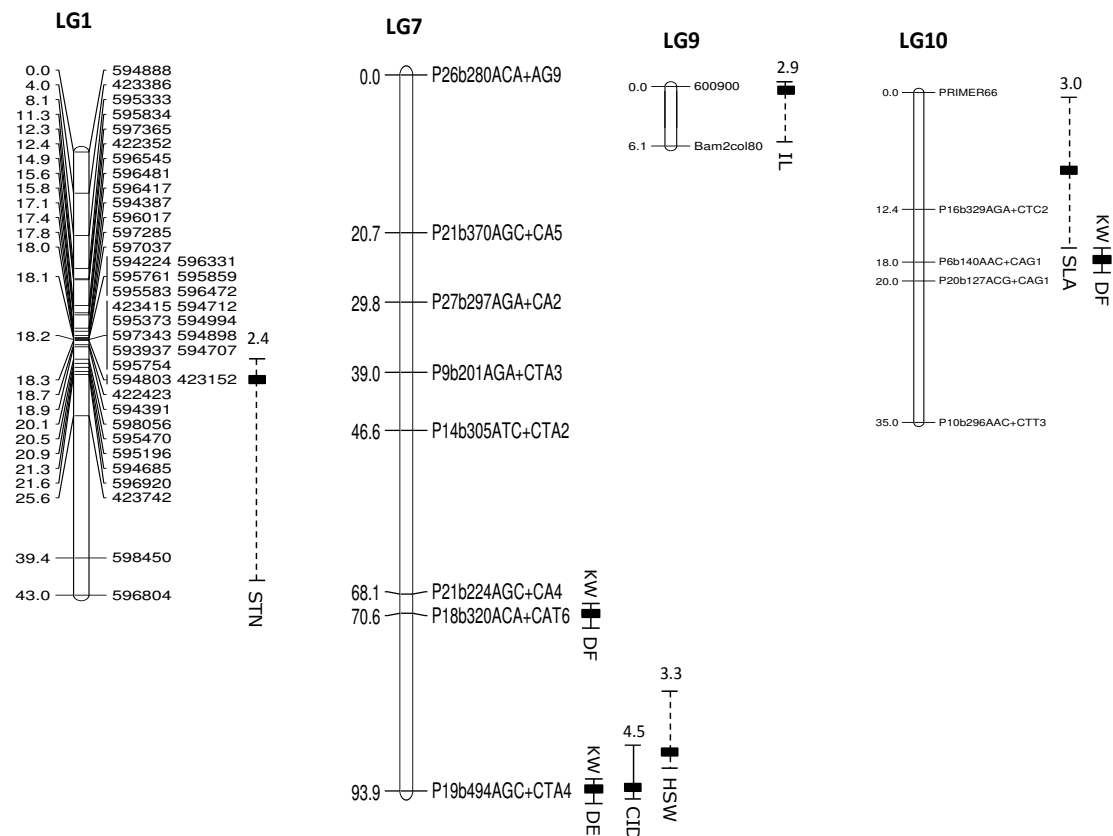 LG1
0.0 594888
4.0 423386
8.1 595333
11.3 595834
12.3 597365
12.4 422352
14.9 596545
15.6 596481
15.8 596417
17.1 594387
17.4 596017
17.8 597285
18.0 597037
594224 596331
18.1 595761 595859
595583 596472
423415 594712
595373 594994
18.2 597343 594898
593937 594707
595754
18.3 594803 423152
18.7 422423
18.9 594391
20.1 598056
20.5 595470
20.9 595196
21.3 594685
21.6 596920
25.6 423742
39.4 598450
43.0 596804
2.4
STN
LG7
0.0 P26b280ACA+AG9
20.7 P21b370AGC+CA5
29.8 P27b297AGA+CA2
39.0 P9b201AGA+CTA3
46.6 P14b305ATC+CTA2
68.1 P21b224AGC+CA4
70.6 P18b320ACA+CAT6
93.9 P19b494AGC+CTA4
KW
DF
KW
DE
4.5
CID
3.3
HSW
LG9
0.0 600900
6.1 Bam2col80
2.9
IL
LG10
0.0 PRIMER66
12.4 P16b329AGA+CTC2
18.0 P6b140AAC+CAG1
20.0 P20b127ACG+CAG1
35.0 P10b296AAC+CTT3
3.0
SLA
KW
DF